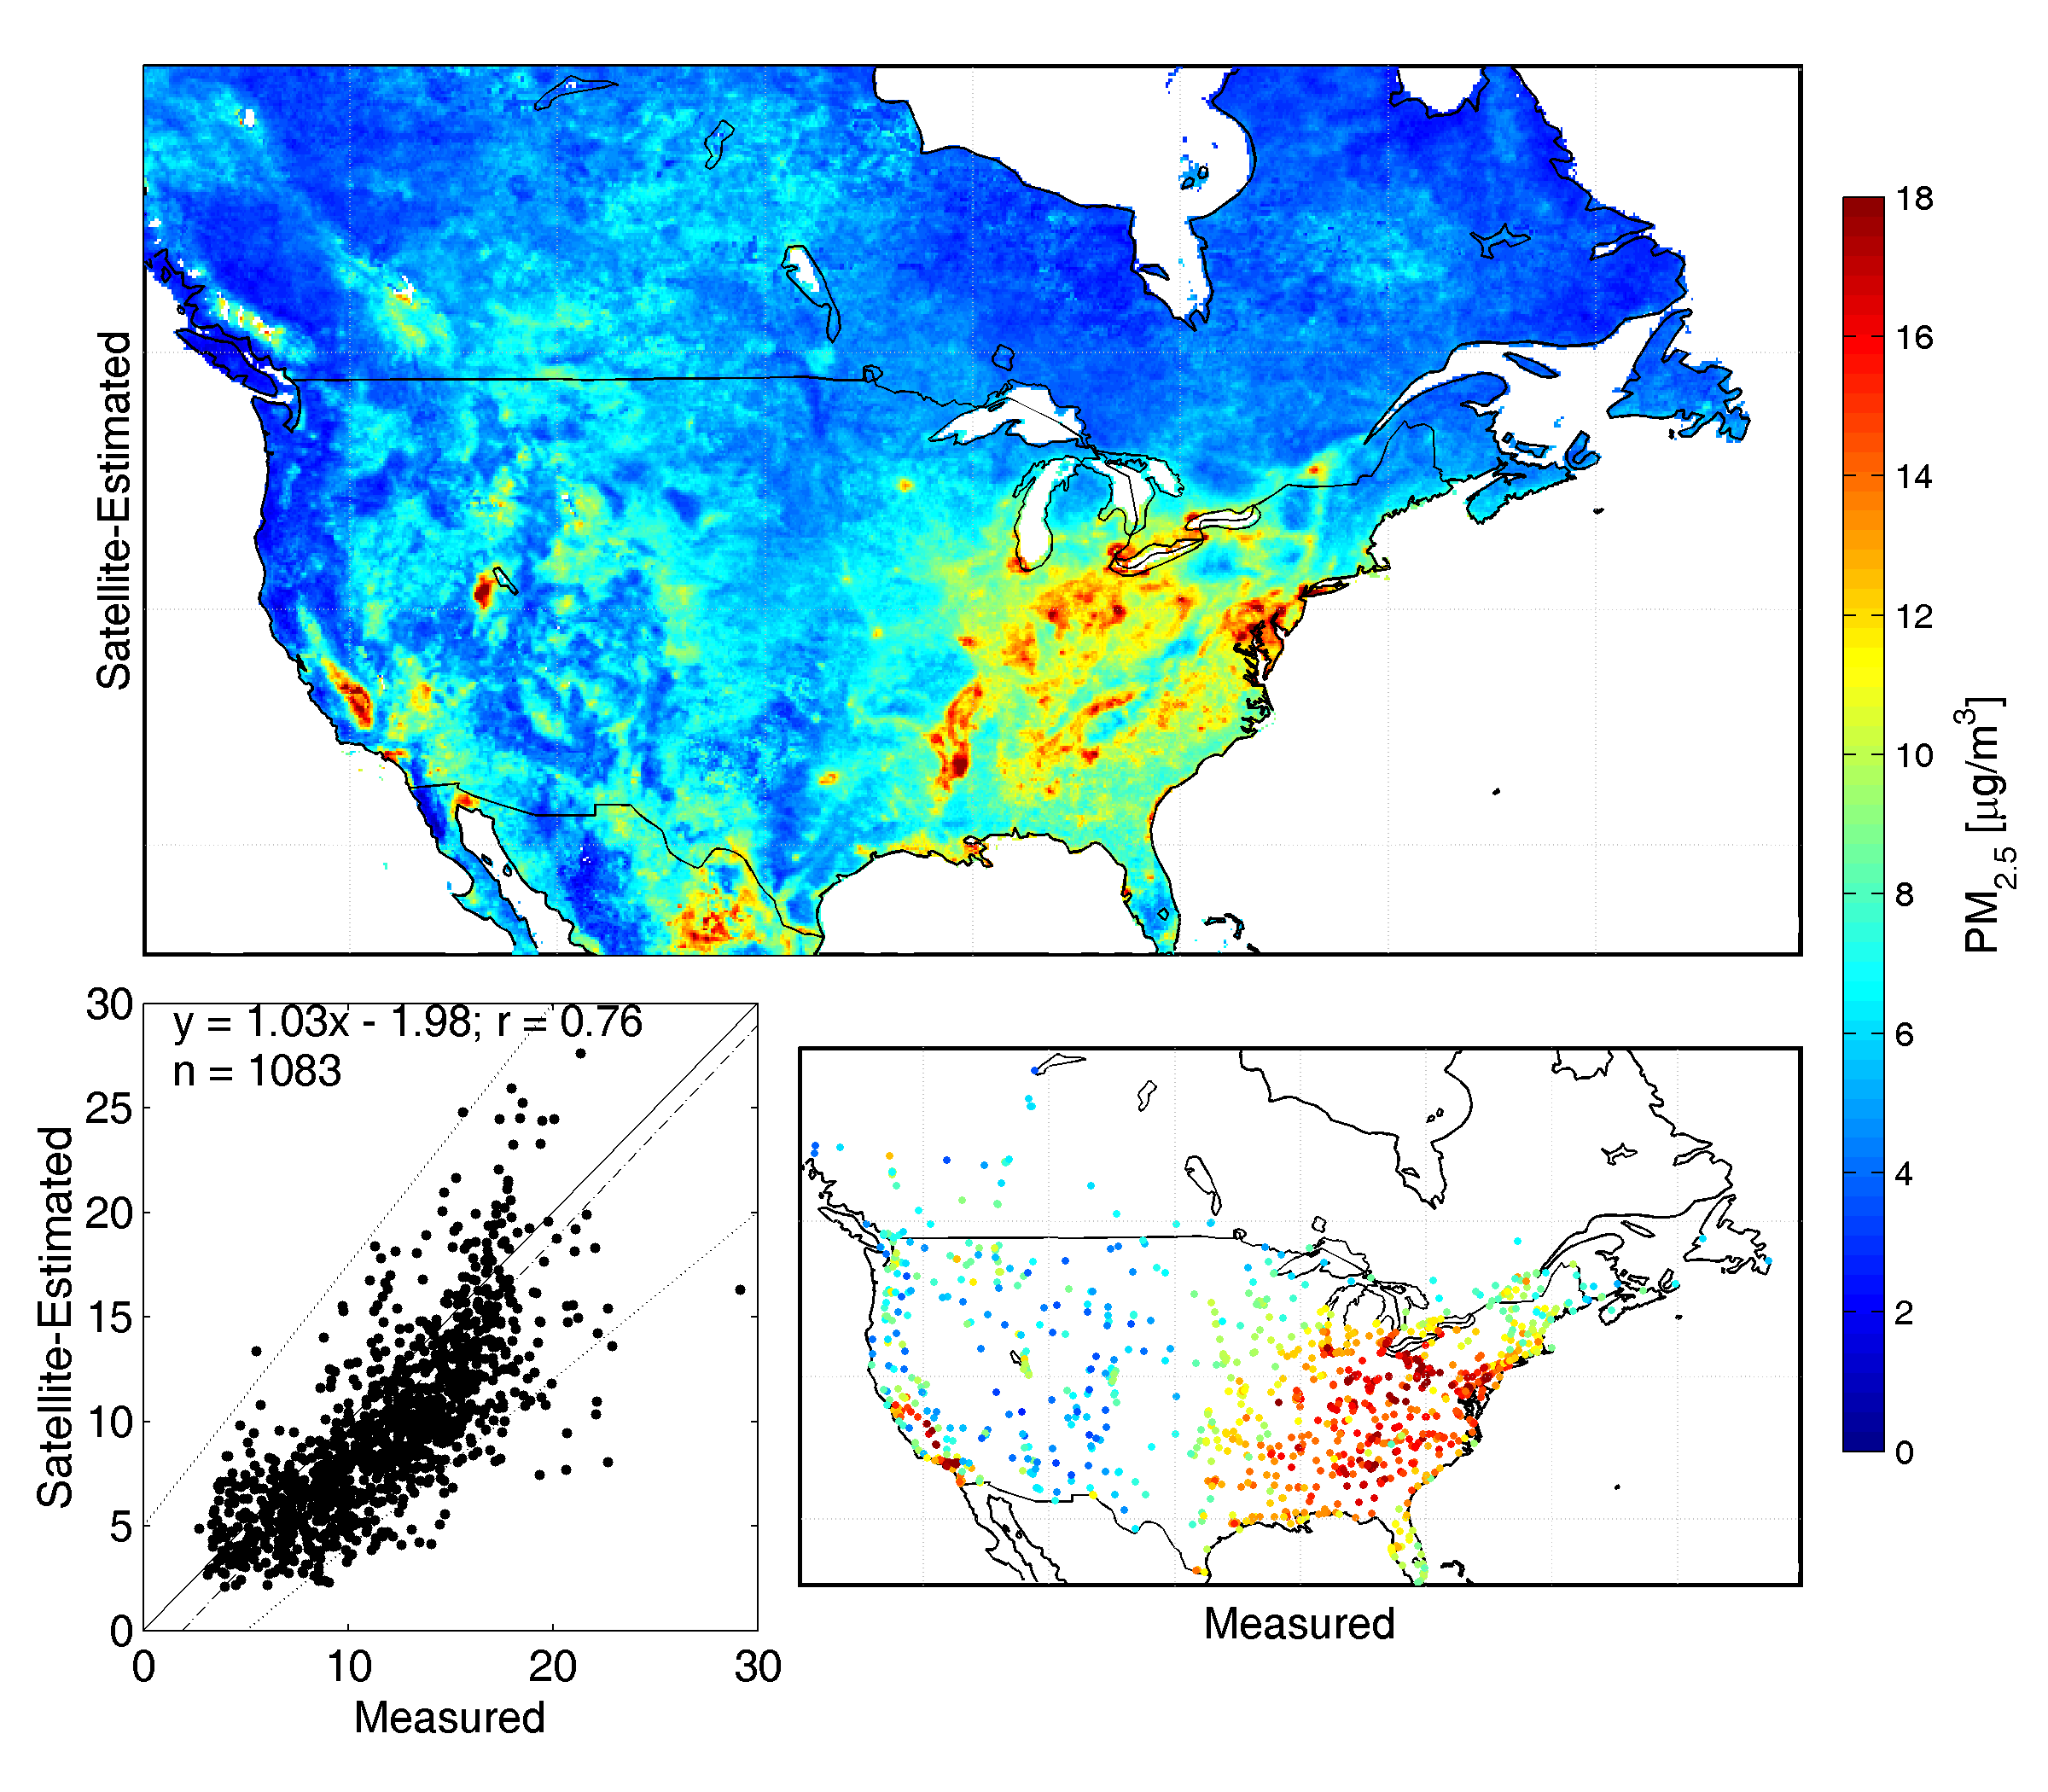 Satellite-Estimated
18
16
14
12
10
8
6
4
2
0
PM2.5 [μg/m3]
y = 1.03x - 1.98; r = 0.76
n = 1083
30
25
20
15
10
5
0
Satellite-Estimated
0 10 20 30
Measured
Measured